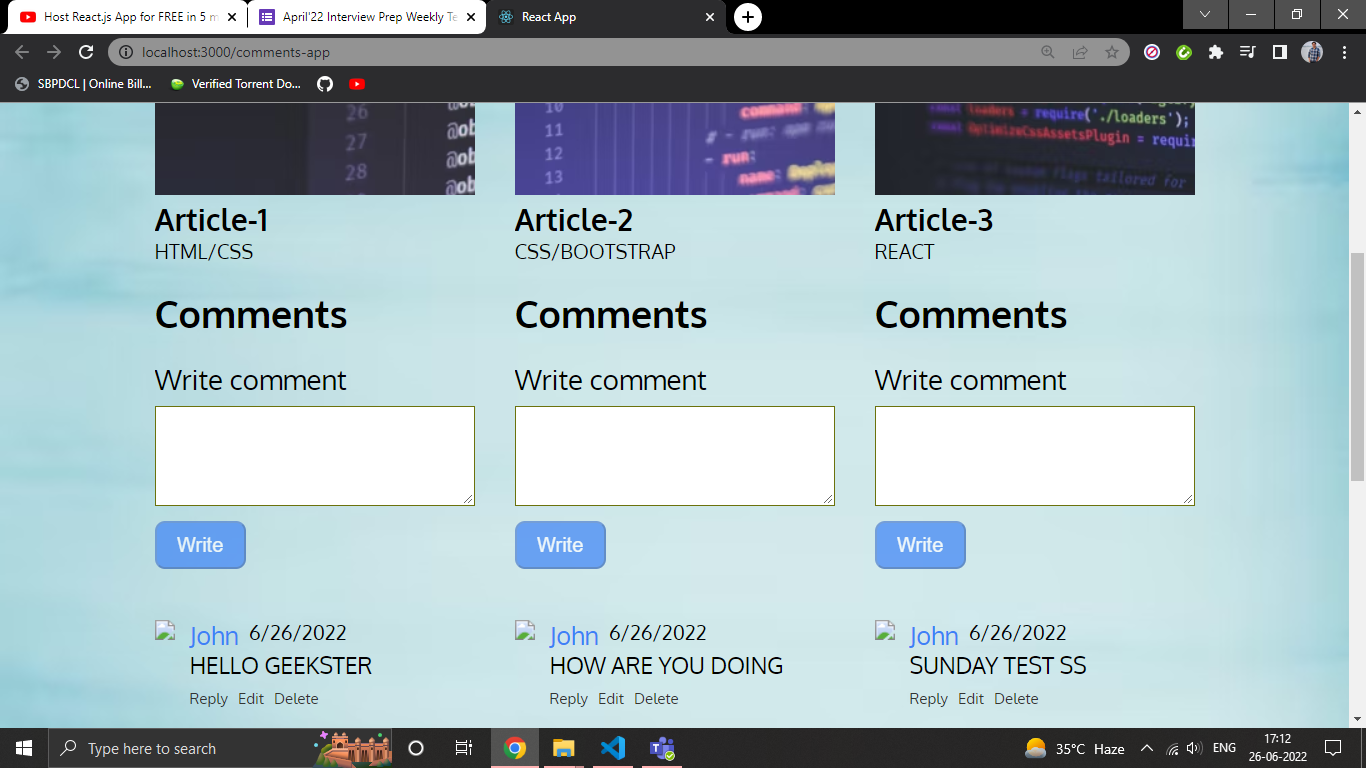 Host React.js App for FREE in 5 m
April'22 Interview Prep Weekly Te
React App
localhost:3000/comments-app
SBPDCL | Online Bill...
Verified Torrent Do...
26
27
28
@ob
@ob
@ob
10
11
12
13
command:
# - run:
- run:
name: Deploy
command:
const loaders = require('./loaders');
const OptimizeCssAssetsPlugin = requir
Article-1
Article-2
Article-3
HTML/CSS
CSS/BOOTSTRAP
REACT
Comments
Comments
Comments
Write comment
Write comment
Write comment
Write
Write
Write
John 6/26/2022
HELLO GEEKSTER
Reply Edit Delete
John 6/26/2022
HOW ARE YOU DOING
Reply Edit Delete
John 6/26/2022
SUNDAY TEST SS
Reply Edit Delete
Type here to search
35°C Haze
ENG
17:12
26-06-2022